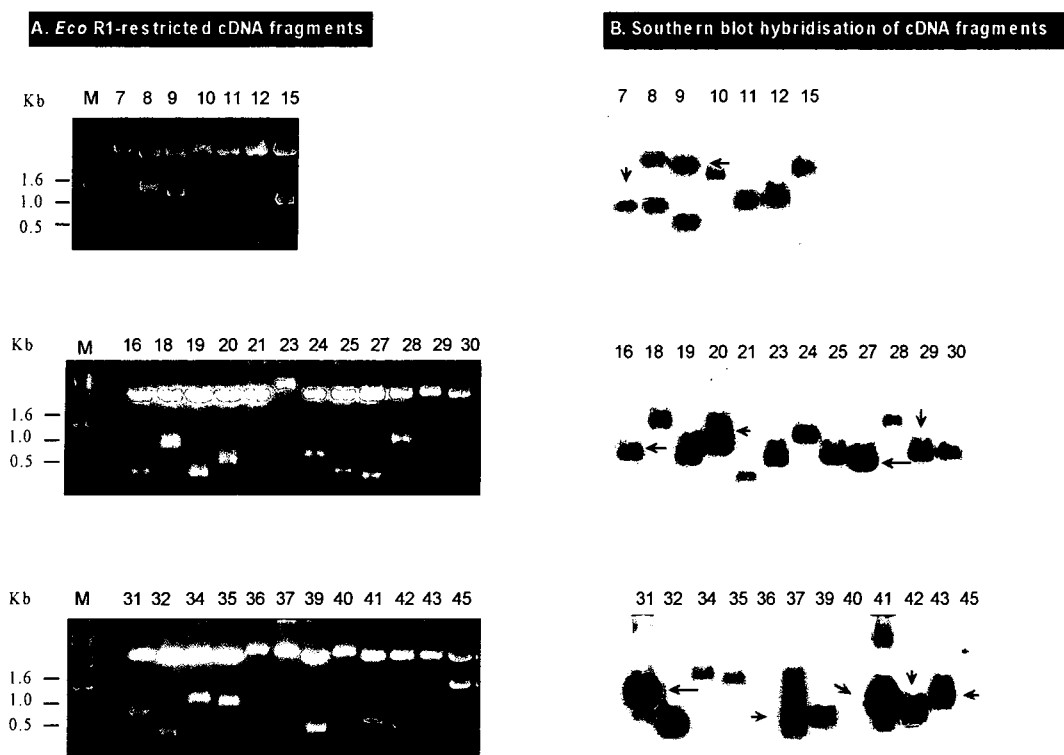 A. Eco R1-restricted cDNA fragments
B. Southern blot hybridisation of cDNA fragments
Kb M 7 8 9 10 11 12 15
1.6
1.0
0.5
7 8 9 10 11 12 15
Kb M 16 18 19 20 21 23 24 25 27 28 29 30
1.6
1.0
0.5
16 18 19 20 21 23 24 25 27 28 29 30
Kb M 31 32 34 35 36 37 39 40 41 42 43 45
1.6
1.0
0.5
31 32 34 35 36 37 39 40 41 42 43 45